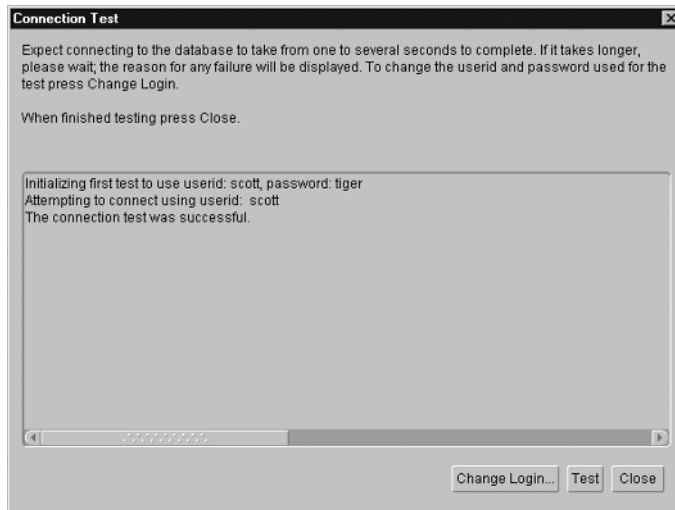 Connection Test
Expect connecting to the database to take from one to several seconds to complete. If it takes longer,
please wait; the reason for any failure will be displayed. To change the userid and password used for the
test press Change Login.
When finished testing press Close.
Initializing first test to use userid: scott, password: tiger
Attempting to connect using userid:  scott
The connection test was successful.
Change Login... Test Close